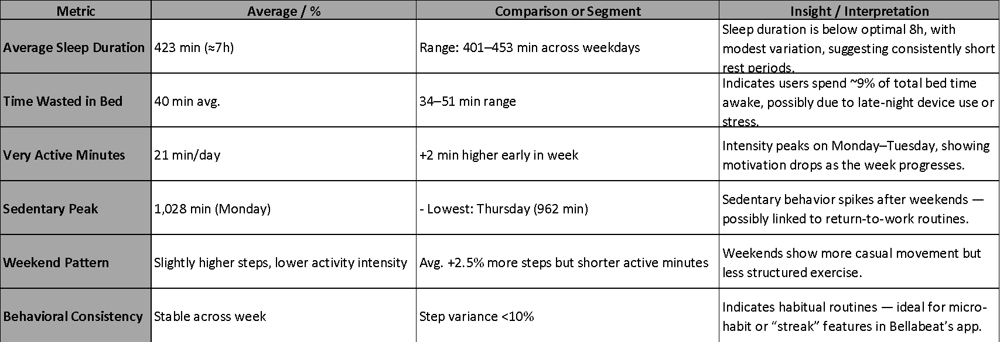 Metric Average / % Comparison or Segment Insight / Interpretation
Average Sleep Duration 423 min (≈7h) Range: 401–453 min across weekdays Sleep duration is below optimal 8h, with
modest variation, suggesting consistently short
rest periods.
Time Wasted in Bed 40 min avg. 34–51 min range Indicates users spend ~9% of total bed time
awake, possibly due to late-night device use or
stress.
Very Active Minutes 21 min/day +2 min higher early in week Intensity peaks on Monday–Tuesday, showing
motivation drops as the week progresses.
Sedentary Peak 1,028 min (Monday) - Lowest: Thursday (962 min) Sedentary behavior spikes after weekends —
possibly linked to return-to-work routines.
Weekend Pattern Slightly higher steps, lower activity intensity Avg. +2.5% more steps but shorter active minutes Weekends show more casual movement but
less structured exercise.
Behavioral Consistency Stable across week Step variance <10% Indicates habitual routines — ideal for micro-
habit or “streak” features in Bellabeat’s app.